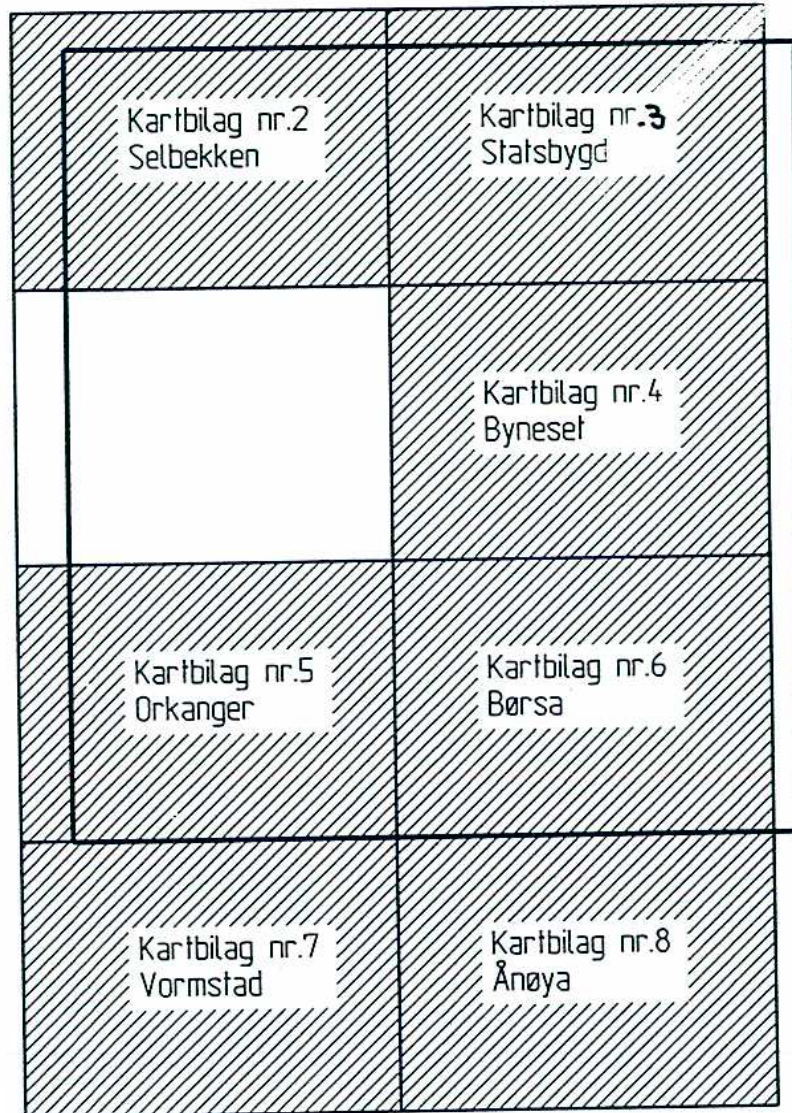 Kartbilag nr.2
Selbekken
Kartbilag nr.3
Statsbygd
Kartbilag nr.4
Byneset
Kartbilag nr.5
Orkanger
Kartbilag nr.6
Børsa
Kartbilag nr.7
Vormstad
Kartbilag nr.8
Ånøya